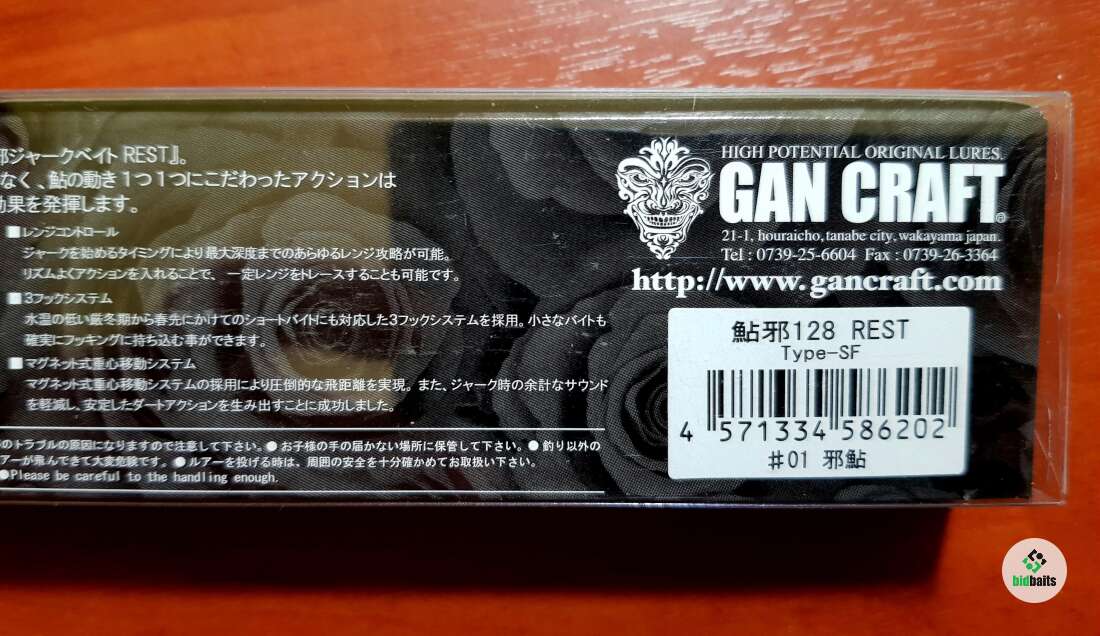 邪ジャークベイト REST』。
なく、鮎の動き1つ1つにこだわったアクションは
効果を発揮します。
■レンジコントロール
ジャークを始めるタイミングにより最大深度までのあらゆるレンジ攻略が可能。
リズムよくアクションを入れることで、一定レンジをトレースすることも可能です。
■3フックシステム
水温の低い厳冬期から春先にかけてのショートバイトにも対応した3フックシステムを採用。小さなバイトも
確実にフッキングに持ち込む事ができます。
■マグネット式重心移動システム
マグネット式重心移動システムの採用により圧倒的な飛距離を実現。また、ジャーク時の余計なサウンド
を軽減し、安定したダートアクションを生み出すことに成功しました。
のトラブルの原因になりますので注意して下さい。●お子様の手の届かない場所に保管して下さい。●釣り以外の
アーが飛んできて大変危険です。●ルアーを投げる時は、周囲の安全を十分確かめてお取扱い下さい。
●Please be careful to the handling enough.
HIGH POTENTIAL ORIGINAL LURES.
GAN CRAFT®
21-1, houraicho, tanabe city, wakayama japan.
Tel : 0739-25-6604 Fax : 0739-26-3364
http://www.gancraft.com
鮎邪128 REST
Type-SF
4 571334 586202
#01 邪鮎
bidbaits